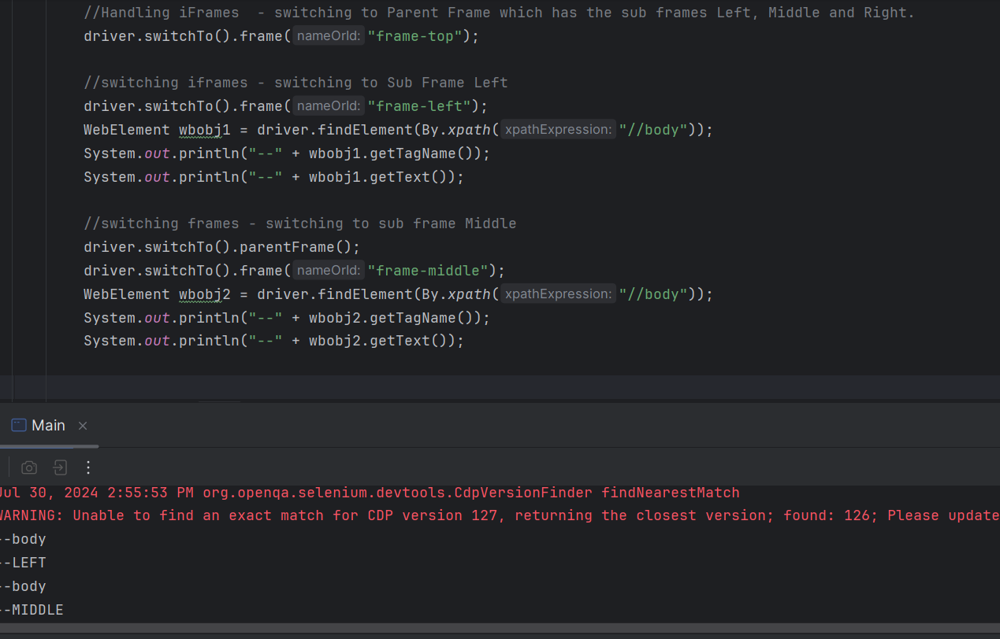 //Handling iFrames  - switching to Parent Frame which has the sub frames Left, Middle and Right.
driver.switchTo().frame( nameOrId: "frame-top");
//switching iframes - switching to Sub Frame Left
driver.switchTo().frame( nameOrId: "frame-left");
WebElement wbobj1 = driver.findElement(By.xpath( xpathExpression: "//body"));
System.out.println("--" + wbobj1.getTagName());
System.out.println("--" + wbobj1.getText());
//switching frames - switching to sub frame Middle
driver.switchTo().parentFrame();
driver.switchTo().frame( nameOrId: "frame-middle");
WebElement wbobj2 = driver.findElement(By.xpath( xpathExpression: "//body"));
System.out.println("--" + wbobj2.getTagName());
System.out.println("--" + wbobj2.getText());
Main
Jul 30, 2024 2:55:53 PM org.openqa.selenium.devtools.CdpVersionFinder findNearestMatch
WARNING: Unable to find an exact match for CDP version 127, returning the closest version; found: 126; Please update
--body
--LEFT
--body
--MIDDLE